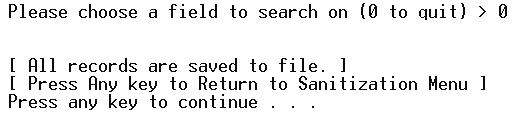 Please choose a field to search on (0 to quit) > 0
[ All records are saved to file. ]
[ Press Any key to Return to Sanitization Menu ]
Press any key to continue . . .